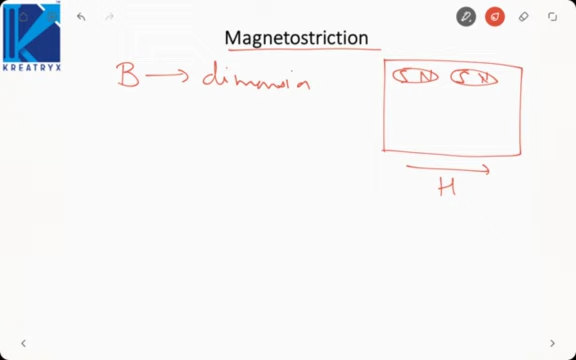 KREATRYX
Magnetostriction
B → dimension
S N S N
H